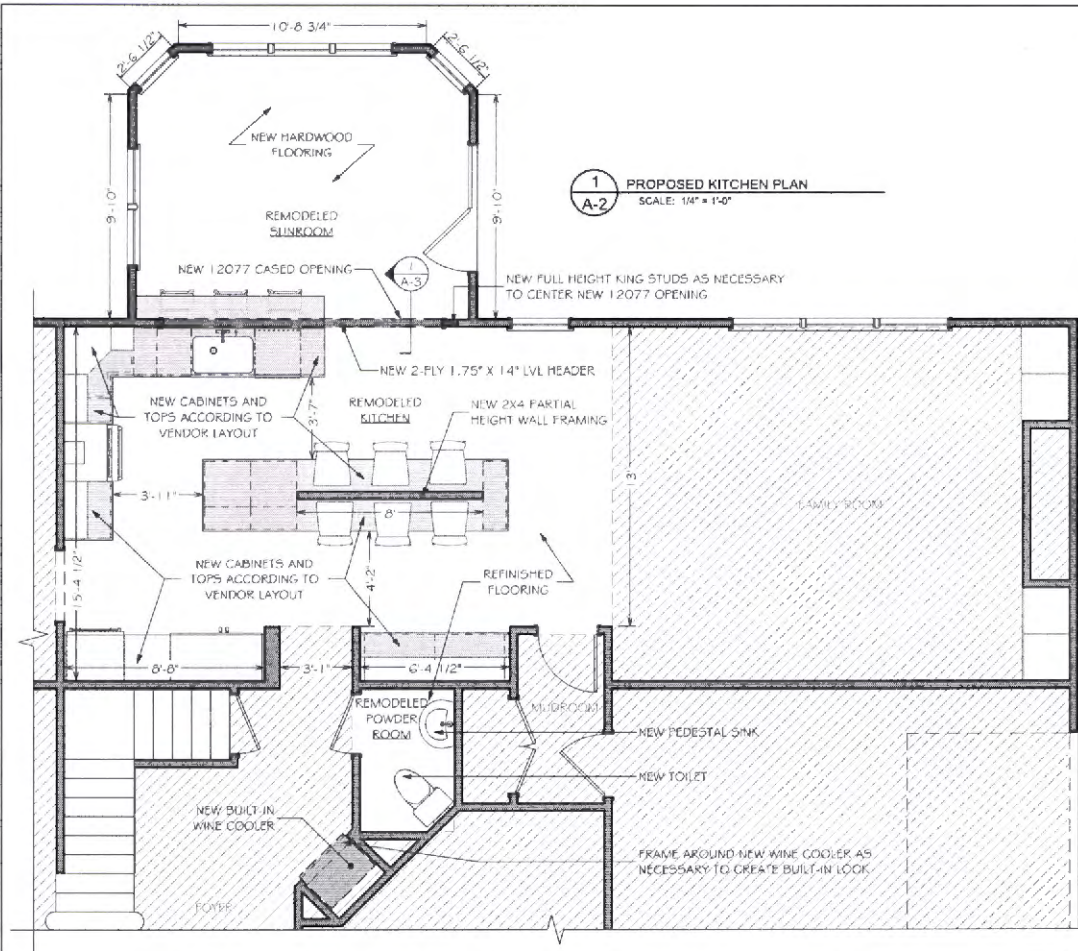 10'-8 3/4"
2'-6 1/2"
2'-6 1/2"
9'-10"
9'-10"
NEW HARDWOOD
FLOORING
REMODELED
SUNROOM
1
A-2
PROPOSED KITCHEN PLAN
SCALE: 1/4" = 1'-0"
NEW 12077 CASED OPENING
1
A-3
NEW FULL HEIGHT KING STUDS AS NECESSARY
TO CENTER NEW 12077 OPENING
NEW 2-PLY 1.75" X 14" LVL HEADER
NEW CABINETS AND
TOPS ACCORDING TO
VENDOR LAYOUT
3'-7"
REMODELED
KITCHEN
NEW 2X4 PARTIAL
HEIGHT WALL FRAMING
3'-11"
8'
13'
FAMILY ROOM
15'-4 1/2"
NEW CABINETS AND
TOPS ACCORDING TO
VENDOR LAYOUT
4'-2"
REFINISHED
FLOORING
8'-8"
3'-1"
6'-4 1/2"
REMODELED
POWDER
ROOM
MUDROOM
NEW PEDESTAL SINK
NEW TOILET
NEW BUILT-IN
WINE COOLER
FRAME AROUND NEW WINE COOLER AS
NECESSARY TO CREATE BUILT-IN LOOK
FOYER